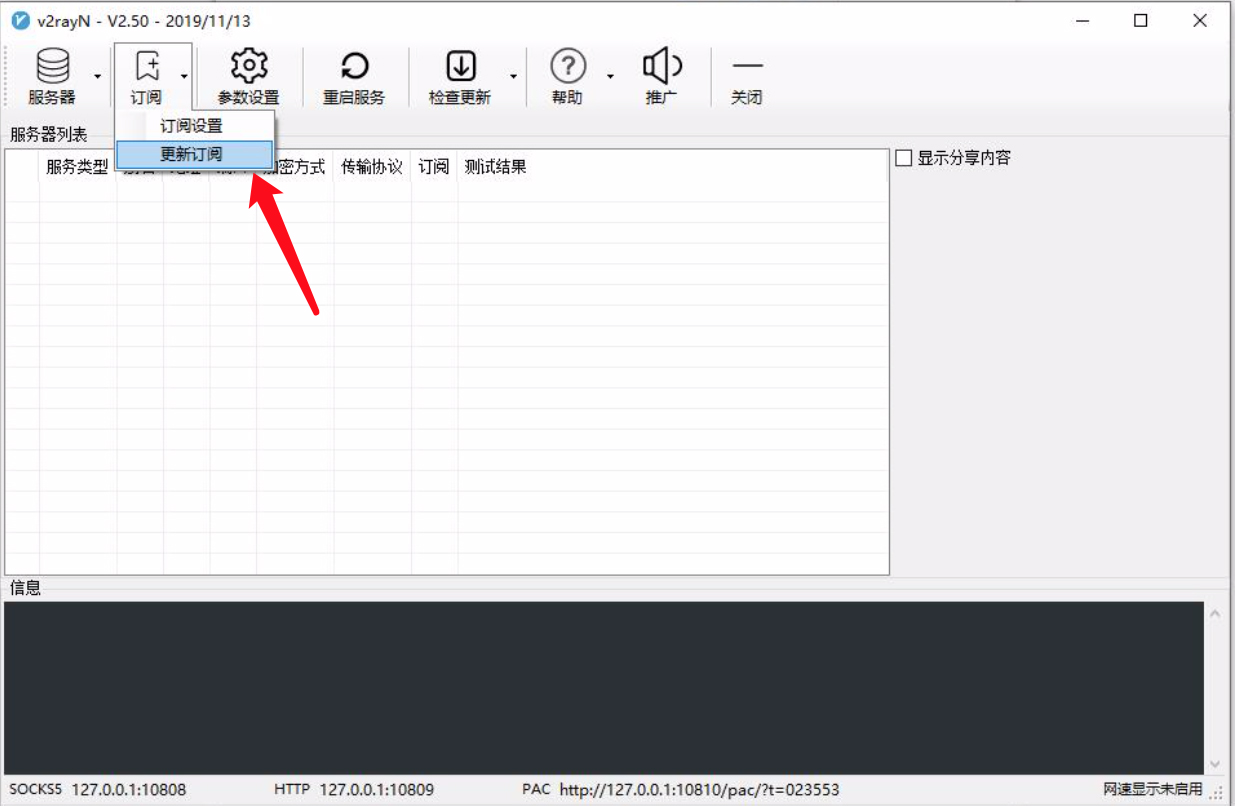 v2rayN - V2.50 - 2019/11/13
服务器 订阅 参数设置 重启服务 检查更新 帮助 推广 关闭
订阅设置
更新订阅
服务器列表
服务类型 加密方式 传输协议 订阅 测试结果
显示分享内容
信息
SOCKS5 127.0.0.1:10808 HTTP 127.0.0.1:10809 PAC http://127.0.0.1:10810/pac/?t=023553 网速显示未启用